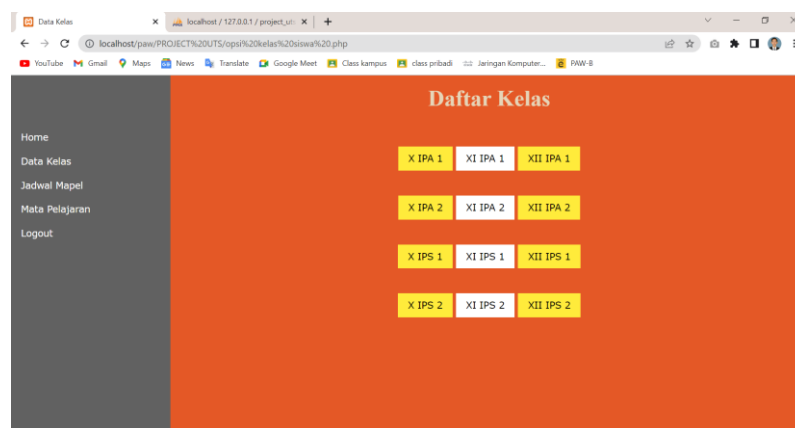 Data Kelas
localhost / 127.0.0.1 / project_uts
localhost/paw/PROJECT%20UTS/opsi%20kelas%20siswa%20.php
YouTube Gmail Maps News Translate Google Meet Class kampus class pribadi Jaringan Komputer... PAW-B
Daftar Kelas
Home
Data Kelas
Jadwal Mapel
Mata Pelajaran
Logout
X IPA 1 XI IPA 1 XII IPA 1
X IPA 2 XI IPA 2 XII IPA 2
X IPS 1 XI IPS 1 XII IPS 1
X IPS 2 XI IPS 2 XII IPS 2